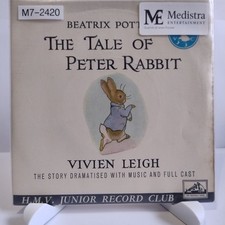 M7-2420
BEATRIX
Medistra
ENTERTAINMENT
THE TALE OF
PETER RABBIT
VIVIEN LEIGH
THE STORY DRAMATISED WITH MUSIC AND FULL CAST
H.M.V. JUNIOR RECORD CLUB